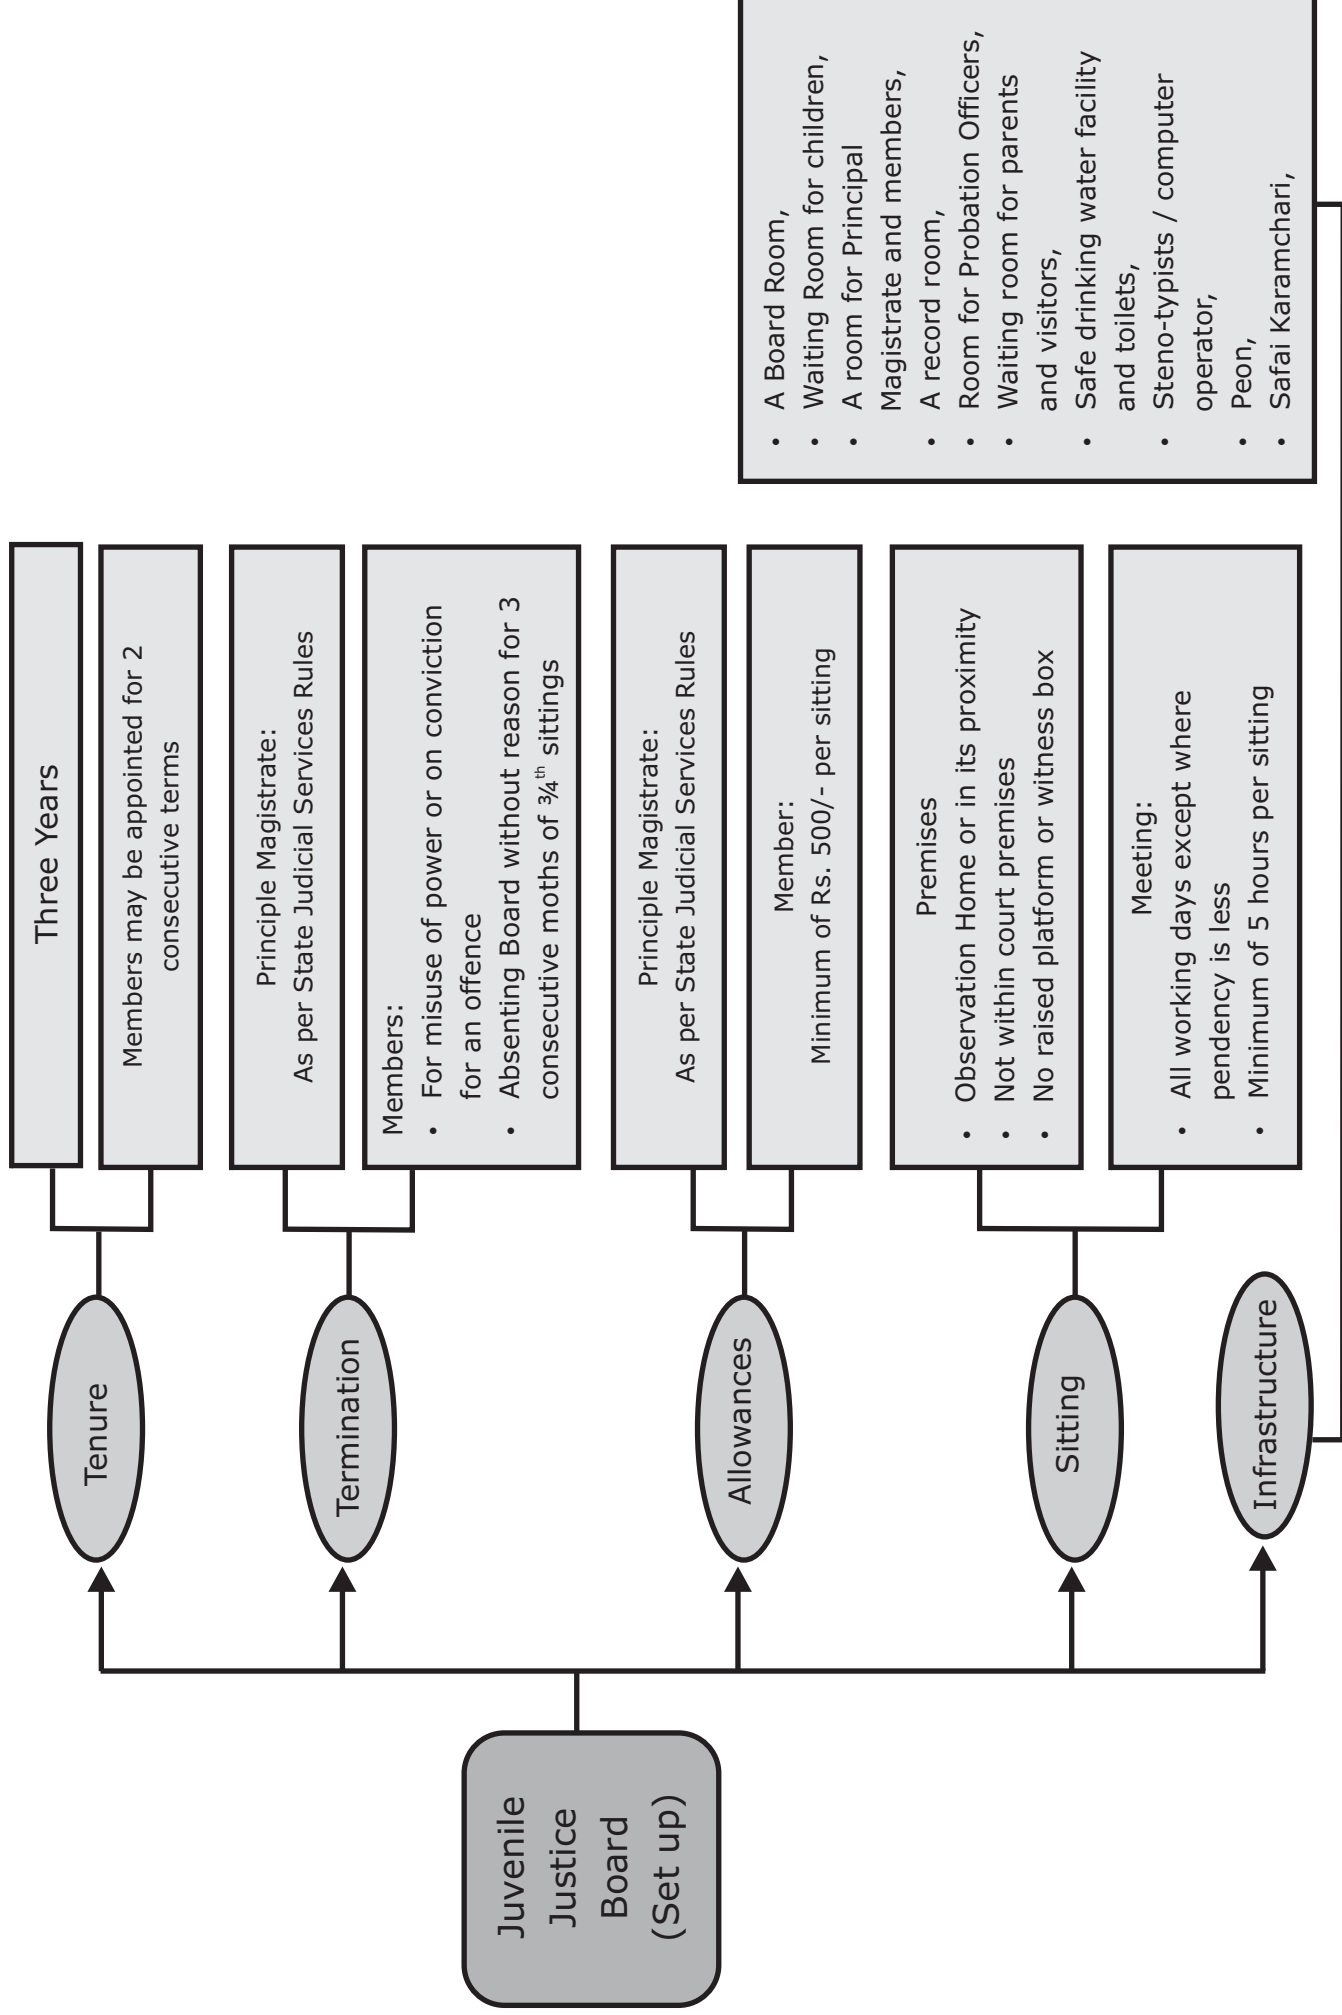 Juvenile
Justice
Board
(Set up)
Tenure
Three Years
Members may be appointed for 2
consecutive terms
Termination
Principle Magistrate:
As per State Judicial Services Rules
Members:
• For misuse of power or on conviction
for an offence
• Absenting Board without reason for 3
consecutive moths of ¾th sittings
Allowances
Principle Magistrate:
As per State Judicial Services Rules
Member:
Minimum of Rs. 500/- per sitting
Sitting
Premises
• Observation Home or in its proximity
• Not within court premises
• No raised platform or witness box
Meeting:
• All working days except where
pendency is less
• Minimum of 5 hours per sitting
Infrastructure
• A Board Room,
• Waiting Room for children,
• A room for Principal
Magistrate and members,
• A record room,
• Room for Probation Officers,
• Waiting room for parents
and visitors,
• Safe drinking water facility
and toilets,
• Steno-typists / computer
operator,
• Peon,
• Safai Karamchari,